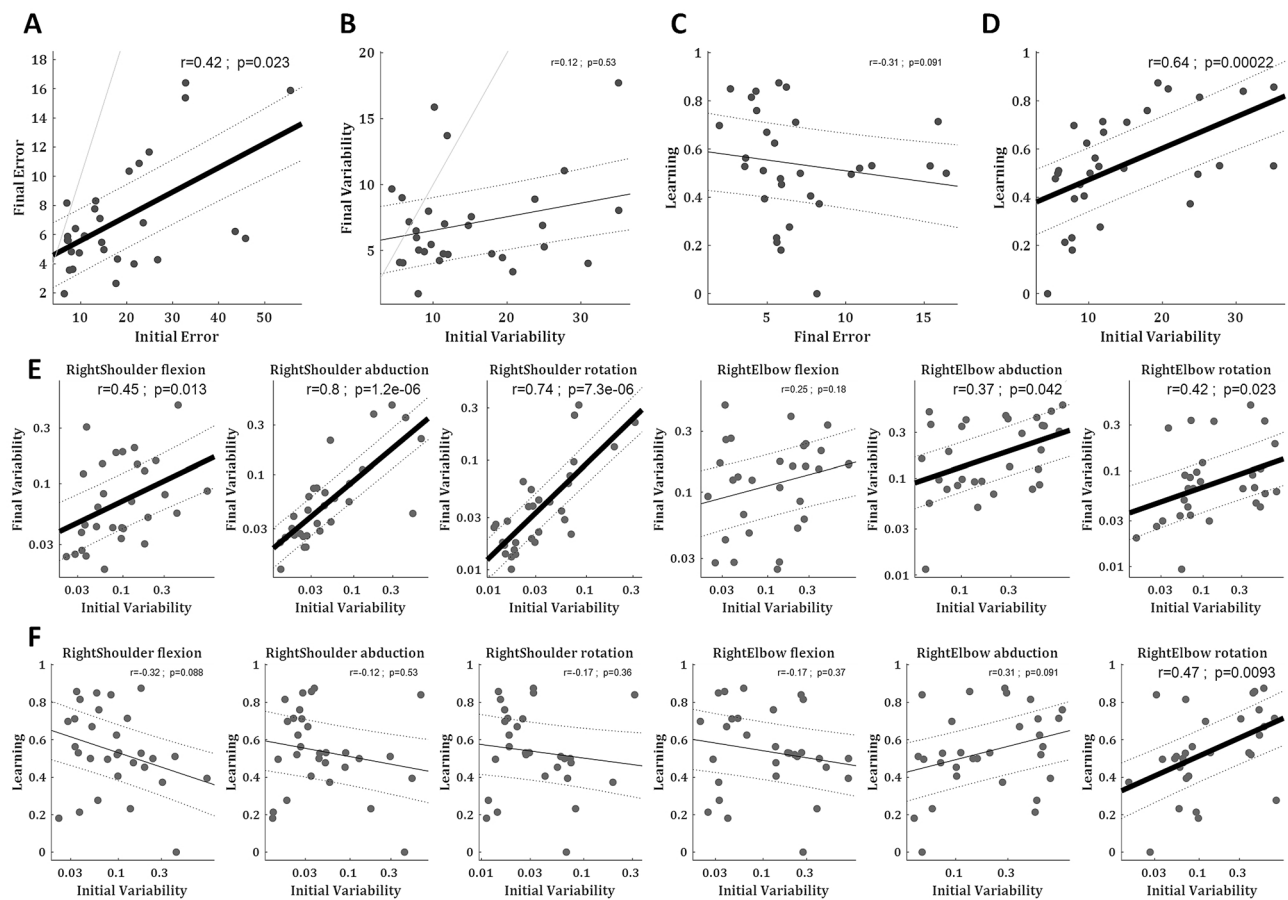 A
r=0.42 ; p=0.023
Final Error
18
16
14
12
10
8
6
4
2
10 20 30 40 50
Initial Error
B
r=0.12 ; p=0.53
Final Variability
20
15
10
5
10 20 30
Initial Variability
C
r=-0.31 ; p=0.091
Learning
1
0.8
0.6
0.4
0.2
0
5 10 15
Final Error
D
r=0.64 ; p=0.00022
Learning
1
0.8
0.6
0.4
0.2
0
10 20 30
Initial Variability
E
RightShoulder flexion
r=0.45 ; p=0.013
Final Variability
0.3
0.1
0.03
0.03 0.1 0.3
Initial Variability
RightShoulder abduction
r=0.8 ; p=1.2e-06
Final Variability
0.3
0.1
0.03
0.03 0.1 0.3
Initial Variability
RightShoulder rotation
r=0.74 ; p=7.3e-06
Final Variability
0.3
0.1
0.03
0.01
0.01 0.03 0.1 0.3
Initial Variability
RightElbow flexion
r=0.25 ; p=0.18
Final Variability
0.3
0.1
0.03
0.03 0.1 0.3
Initial Variability
RightElbow abduction
r=0.37 ; p=0.042
Final Variability
0.3
0.1
0.03
0.01
0.1 0.3
Initial Variability
RightElbow rotation
r=0.42 ; p=0.023
Final Variability
0.3
0.1
0.03
0.01
0.03 0.1 0.3
Initial Variability
F
RightShoulder flexion
r=-0.32 ; p=0.088
Learning
1
0.8
0.6
0.4
0.2
0
0.03 0.1 0.3
Initial Variability
RightShoulder abduction
r=-0.12 ; p=0.53
Learning
1
0.8
0.6
0.4
0.2
0
0.03 0.1 0.3
Initial Variability
RightShoulder rotation
r=-0.17 ; p=0.36
Learning
1
0.8
0.6
0.4
0.2
0
0.01 0.03 0.1 0.3
Initial Variability
RightElbow flexion
r=-0.17 ; p=0.37
Learning
1
0.8
0.6
0.4
0.2
0
0.03 0.1 0.3
Initial Variability
RightElbow abduction
r=0.31 ; p=0.091
Learning
1
0.8
0.6
0.4
0.2
0
0.1 0.3
Initial Variability
RightElbow rotation
r=0.47 ; p=0.0093
Learning
1
0.8
0.6
0.4
0.2
0
0.03 0.1 0.3
Initial Variability